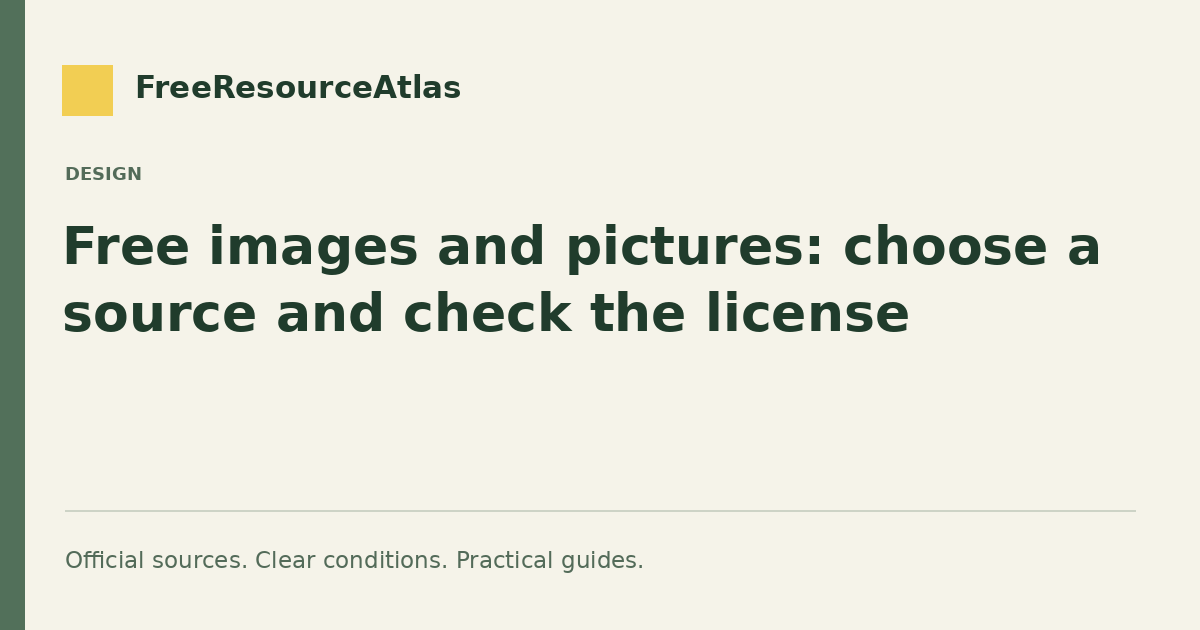 FreeResourceAtlas
DESIGN
Free images and pictures: choose a
source and check the license
Official sources. Clear conditions. Practical guides.